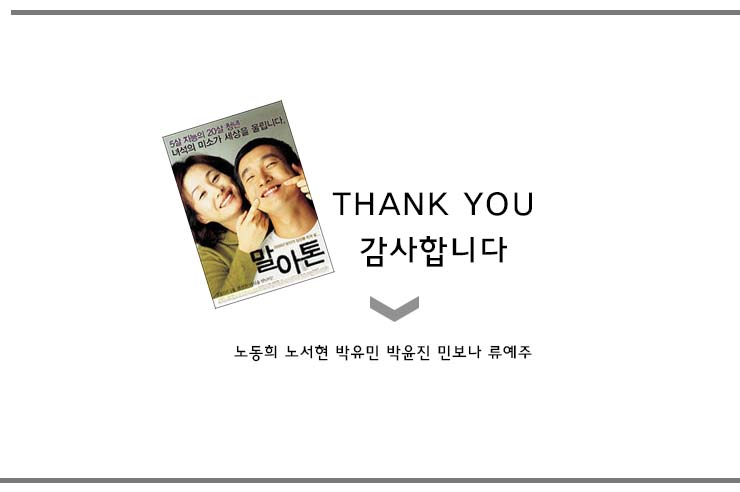 5살 지능의 20살 청년
녀석의 미소가 세상을 울립니다.
말아톤
THANK YOU
감사합니다
노동희 노서현 박유민 박윤진 민보나 류예주